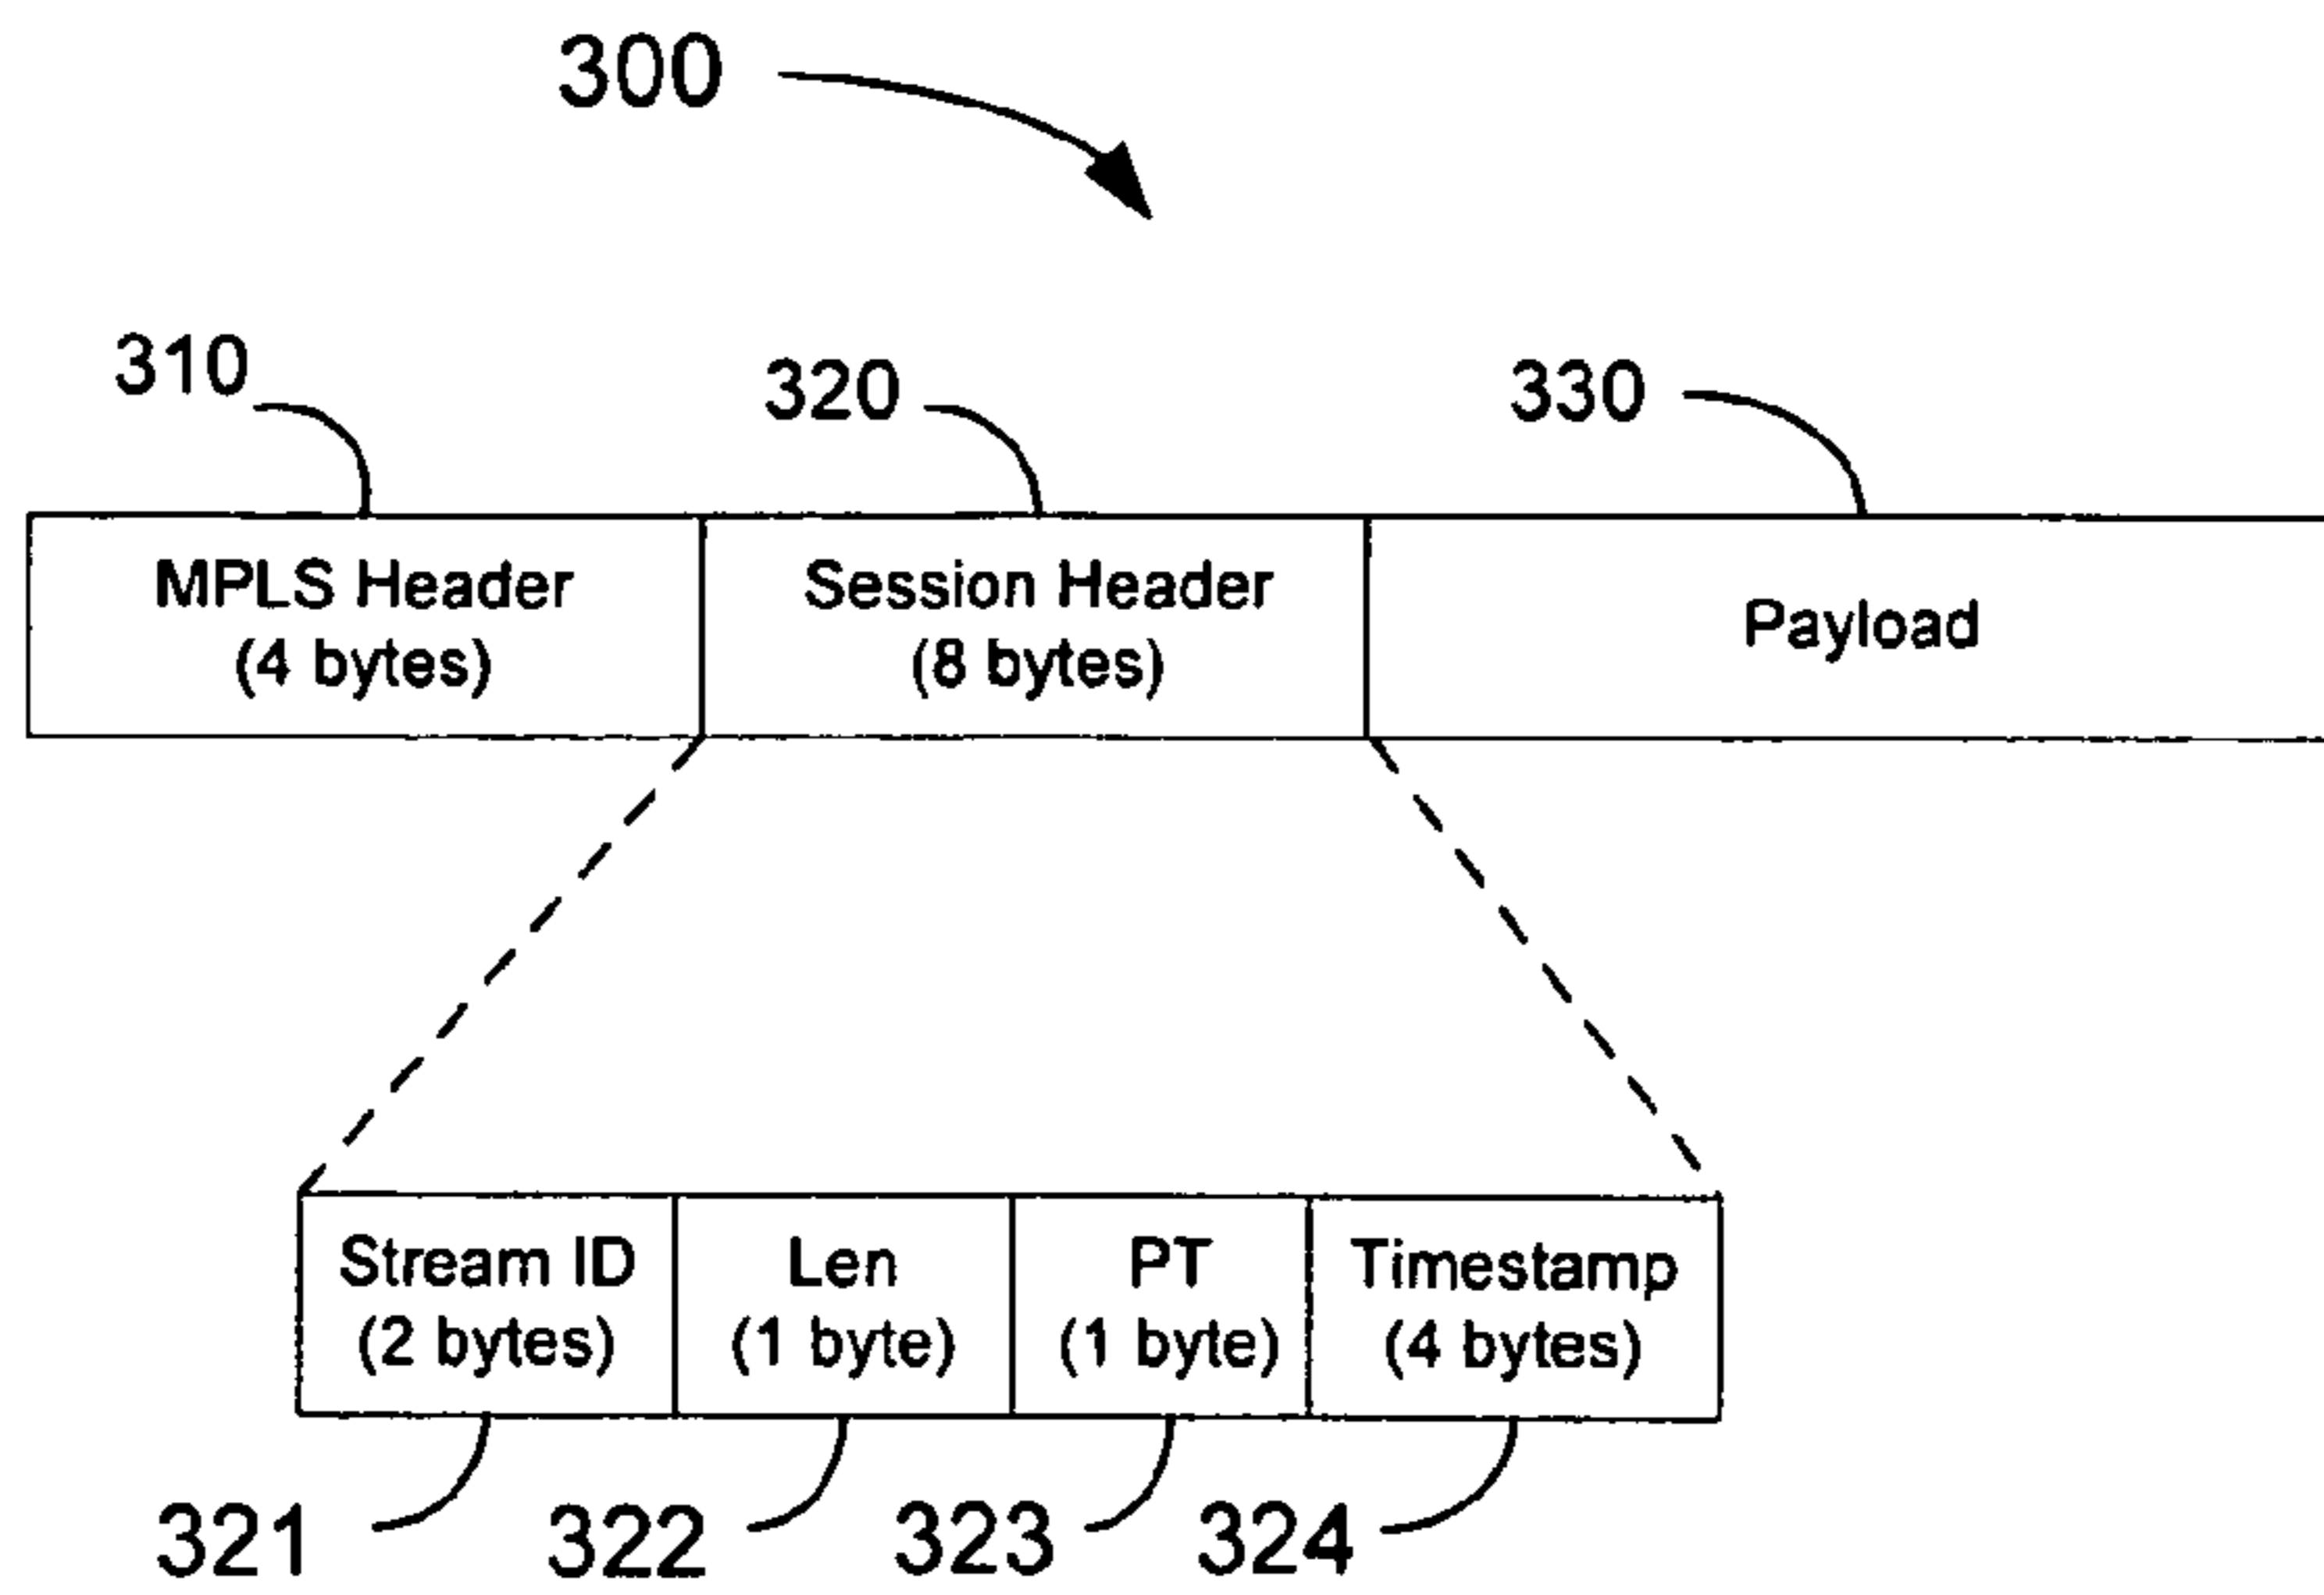 300
310
320
330
MPLS Header
(4 bytes)
Session Header
(8 bytes)
Payload
Stream ID
(2 bytes)
Len
(1 byte)
PT
(1 byte)
Timestamp
(4 bytes)
321
322
323
324